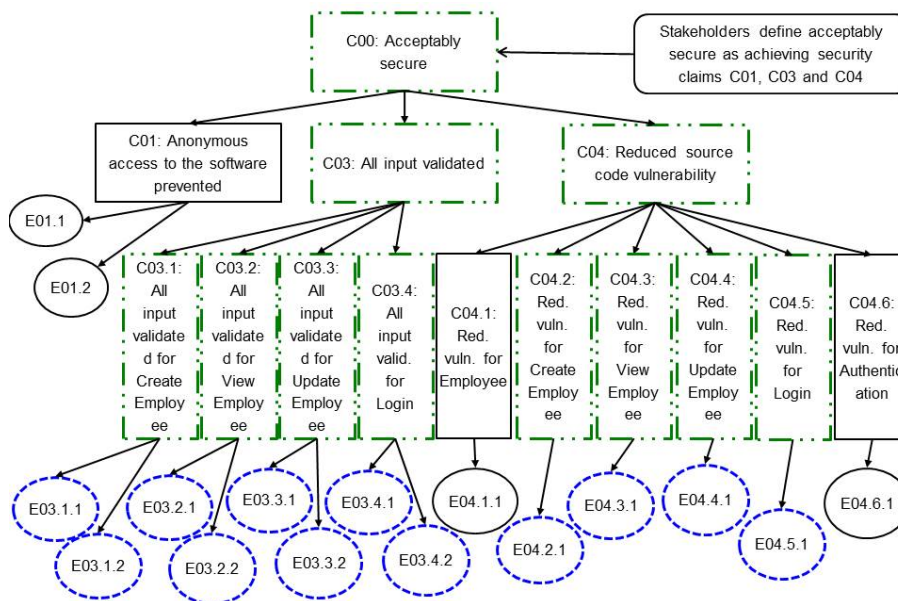 C00: Acceptably
secure
Stakeholders define acceptably
secure as achieving security
claims C01, C03 and C04
C01: Anonymous
access to the software
prevented
C03: All input validated
C04: Reduced source
code vulnerability
E01.1
E01.2
C03.1:
All
input
validate
d for
Create
Employ
ee
C03.2:
All
input
validate
d for
View
Employ
ee
C03.3:
All
input
validate
d for
Update
Employ
ee
C03.4:
All
input
valid.
for
Login
C04.1:
Red.
vuln. for
Employee
C04.2:
Red.
vuln.
for
Create
Employ
ee
C04.3:
Red.
vuln.
for
View
Employ
ee
C04.4:
Red.
vuln.
for
Update
Employ
ee
C04.5:
Red.
vuln.
for
Login
C04.6:
Red.
vuln. for
Authentic
ation
E03.1.1
E03.1.2
E03.2.1
E03.2.2
E03.3.1
E03.3.2
E03.4.1
E03.4.2
E04.1.1
E04.2.1
E04.3.1
E04.4.1
E04.5.1
E04.6.1